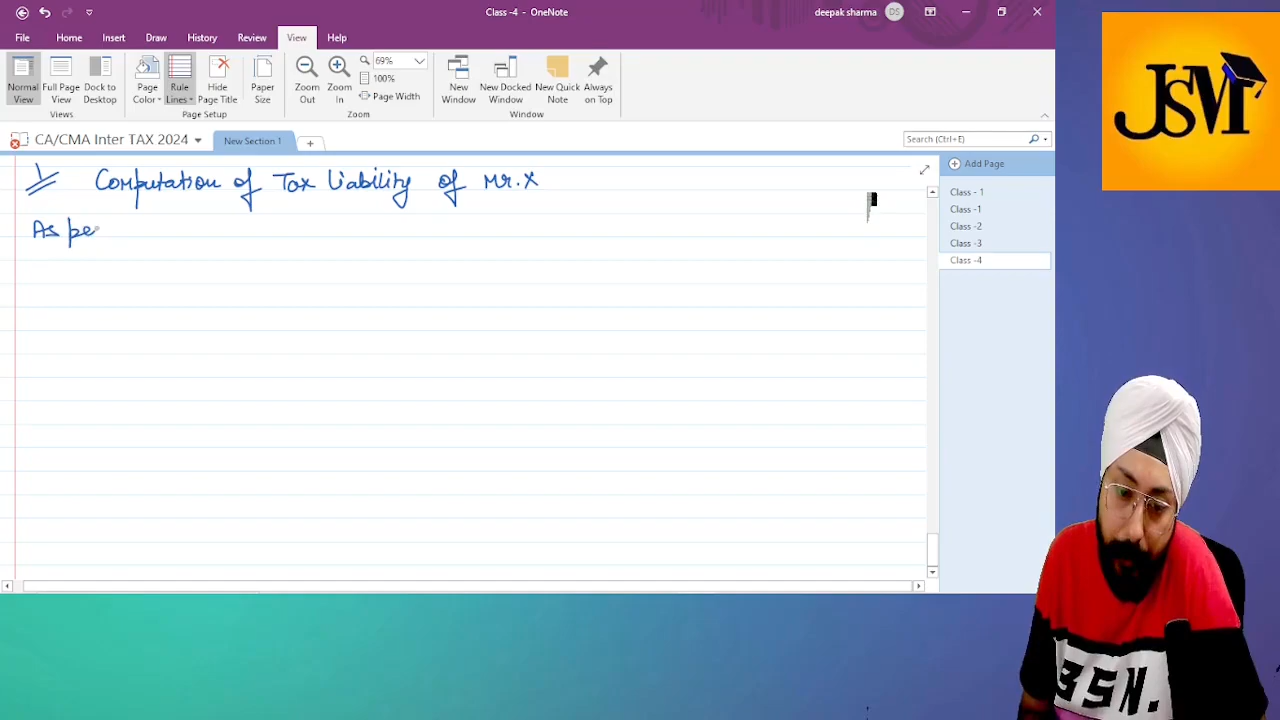 Class -4 - OneNote
deepak sharma DS
File Home Insert Draw History Review View Help
Normal View
Full Page View
Dock to Desktop
Views
Page Color
Rule Lines
Hide Page Title
Paper Size
Page Setup
Zoom Out
Zoom In
69%
100%
Page Width
Zoom
New Window
New Docked Window
New Quick Note
Always on Top
Window
CA/CMA Inter TAX 2024
New Section 1
Search (Ctrl+E)
1 Computation of Tax Liability of Mr. X
As pe
Add Page
Class - 1
Class -1
Class -2
Class -3
Class -4
JSM
BSN.